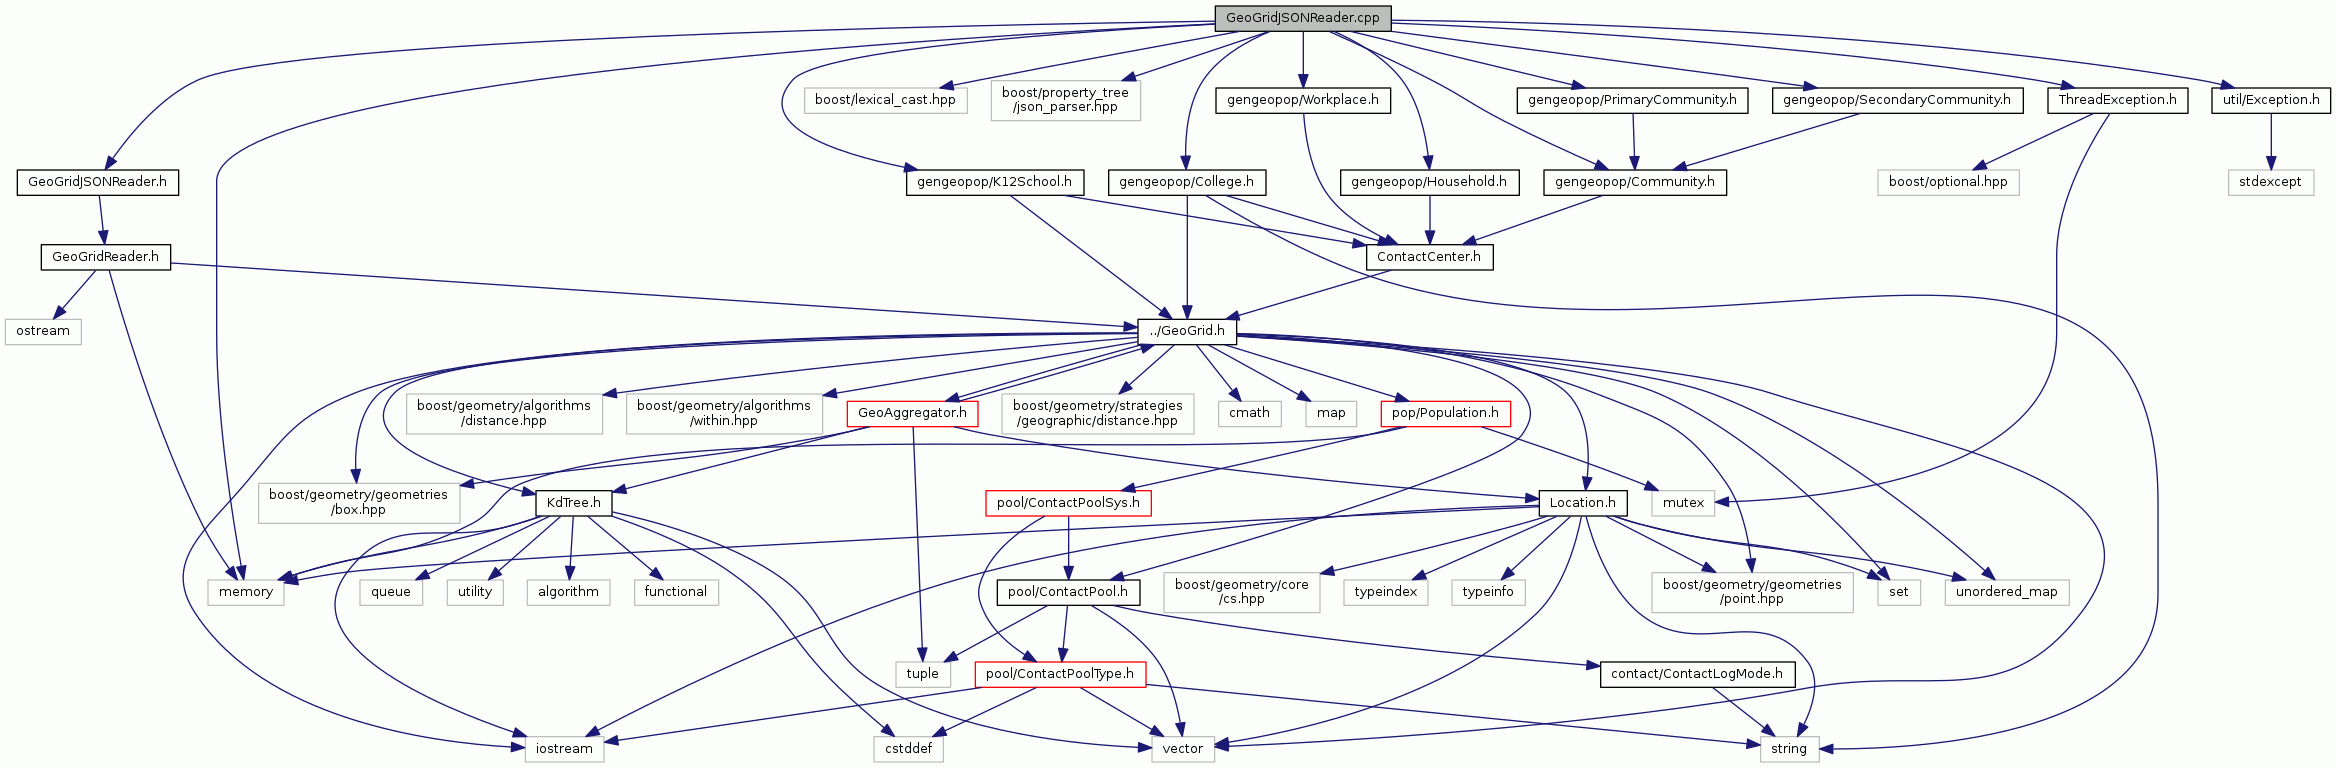 GeoGridJSONReader.cpp
boost/lexical_cast.hpp
boost/property_tree
/json_parser.hpp
gengeopop/Workplace.h
gengeopop/PrimaryCommunity.h
gengeopop/SecondaryCommunity.h
ThreadException.h
util/Exception.h
GeoGridJSONReader.h
gengeopop/K12School.h
gengeopop/College.h
gengeopop/Household.h
gengeopop/Community.h
boost/optional.hpp
stdexcept
GeoGridReader.h
ContactCenter.h
ostream
../GeoGrid.h
boost/geometry/algorithms
/distance.hpp
boost/geometry/algorithms
/within.hpp
GeoAggregator.h
boost/geometry/strategies
/geographic/distance.hpp
cmath
map
pop/Population.h
boost/geometry/geometries
/box.hpp
KdTree.h
pool/ContactPoolSys.h
Location.h
mutex
memory
queue
utility
algorithm
functional
pool/ContactPool.h
boost/geometry/core
/cs.hpp
typeindex
typeinfo
boost/geometry/geometries
/point.hpp
set
unordered_map
tuple
pool/ContactPoolType.h
contact/ContactLogMode.h
iostream
cstddef
vector
string